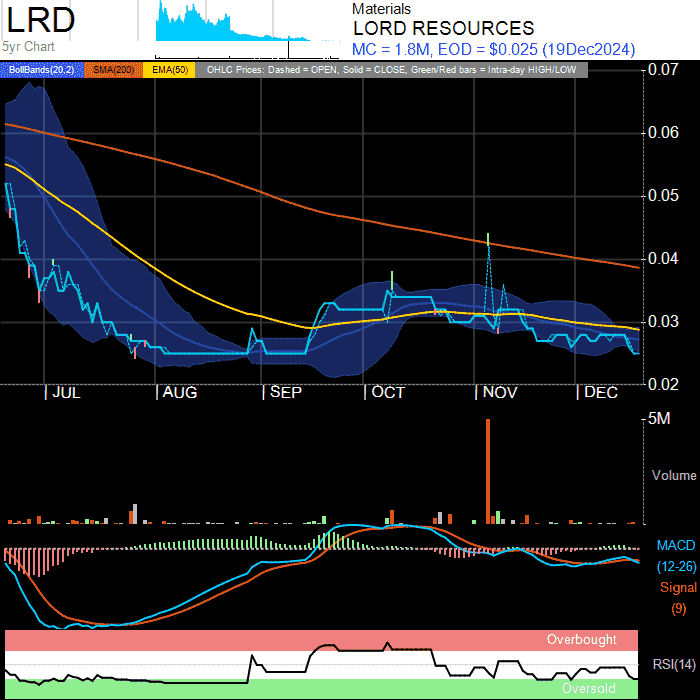 LRD
5yr Chart
Materials
LORD RESOURCES
MC = 1.8M, EOD = $0.025 (19Dec2024)
BollBands(20,2) SMA(200) EMA(50) OHLC Prices: Dashed = OPEN, Solid = CLOSE, Green/Red bars = Intra-day HIGH/LOW
0.07
0.06
0.05
0.04
0.03
0.02
JUL AUG SEP OCT NOV DEC
5M
Volume
MACD
(12-26)
Signal
(9)
Overbought
RSI(14)
Oversold